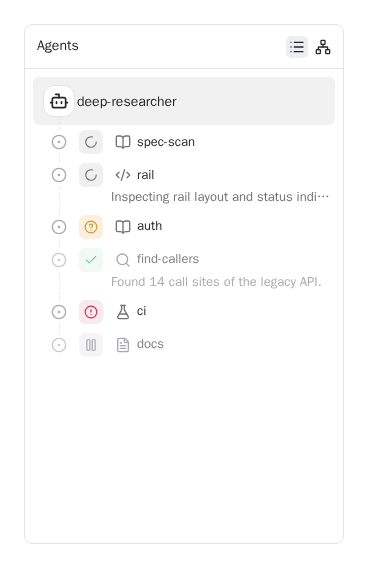 Agents
deep-researcher
spec-scan
rail
Inspecting rail layout and status indi···
auth
find-callers
Found 14 call sites of the legacy API.
ci
docs